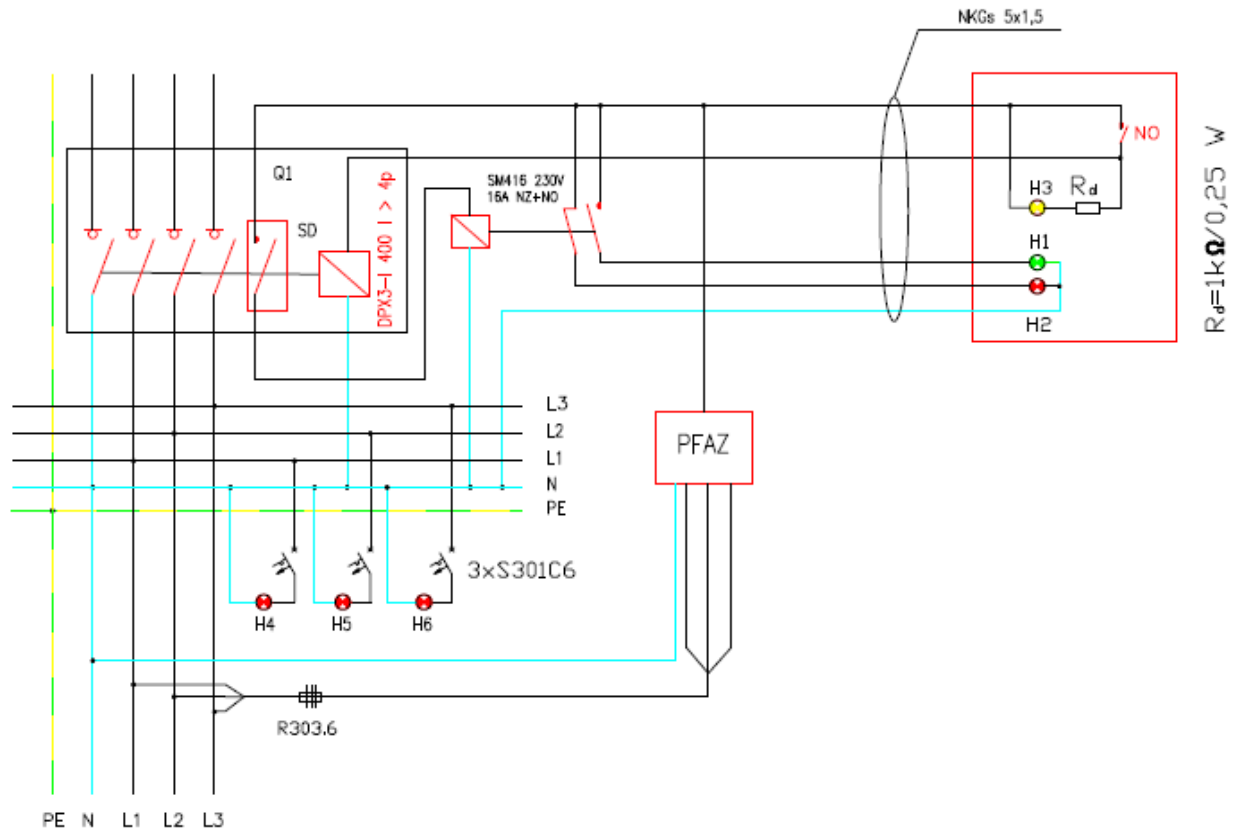 NKGs 5x1,5
Q1
SD
DPX3-I 400 I > 4p
SM416 230V
16A NZ+NO
NO
H3
Rd
H1
H2
Rd=1kΩ/0,25 W
L3
L2
L1
N
PE
PFAZ
3xS301C6
H4
H5
H6
R303.6
PE N L1 L2 L3